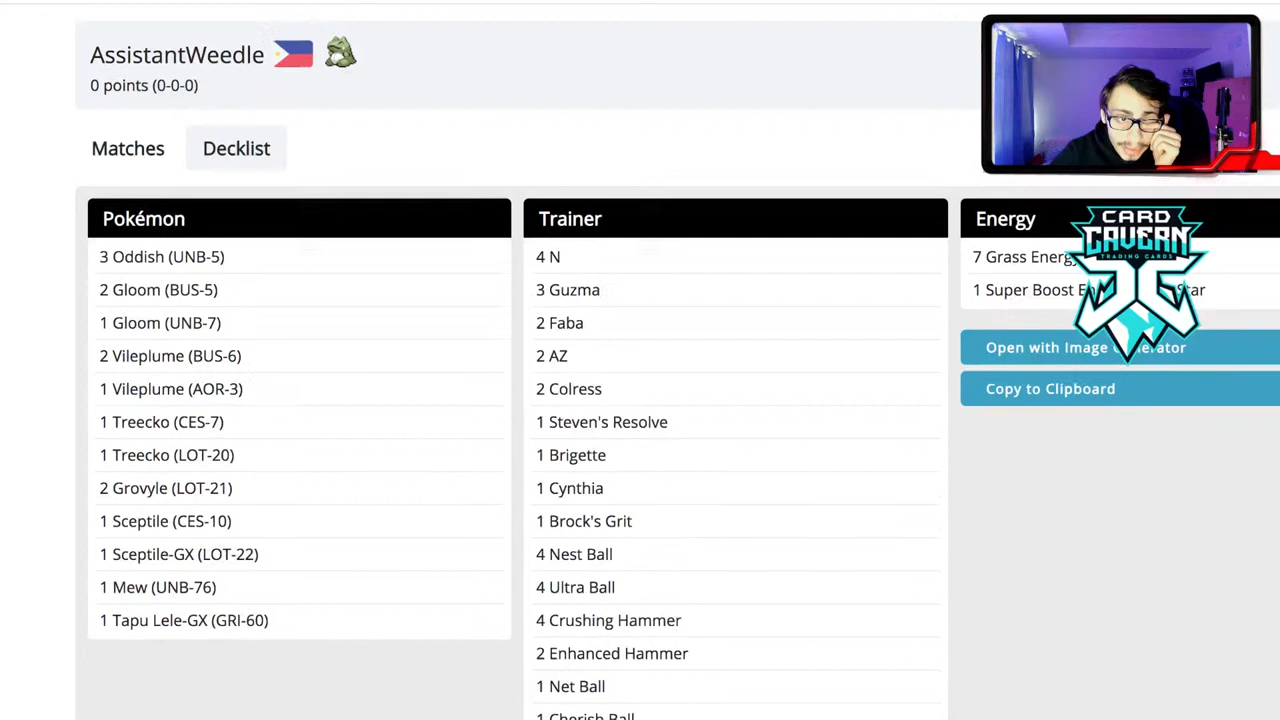 AssistantWeedle
0 points (0-0-0)
Matches
Decklist
Pokémon
3 Oddish (UNB-5)
2 Gloom (BUS-5)
1 Gloom (UNB-7)
2 Vileplume (BUS-6)
1 Vileplume (AOR-3)
1 Treecko (CES-7)
1 Treecko (LOT-20)
2 Grovyle (LOT-21)
1 Sceptile (CES-10)
1 Sceptile-GX (LOT-22)
1 Mew (UNB-76)
1 Tapu Lele-GX (GRI-60)
Trainer
4 N
3 Guzma
2 Faba
2 AZ
2 Colress
1 Steven's Resolve
1 Brigette
1 Cynthia
1 Brock's Grit
4 Nest Ball
4 Ultra Ball
4 Crushing Hammer
2 Enhanced Hammer
1 Net Ball
1 Cherish Ball
Energy
7 Grass Energy
1 Super Boost
Open with Image
Copy to Clipboard
CARD
CAVERN
TRADING CARDS